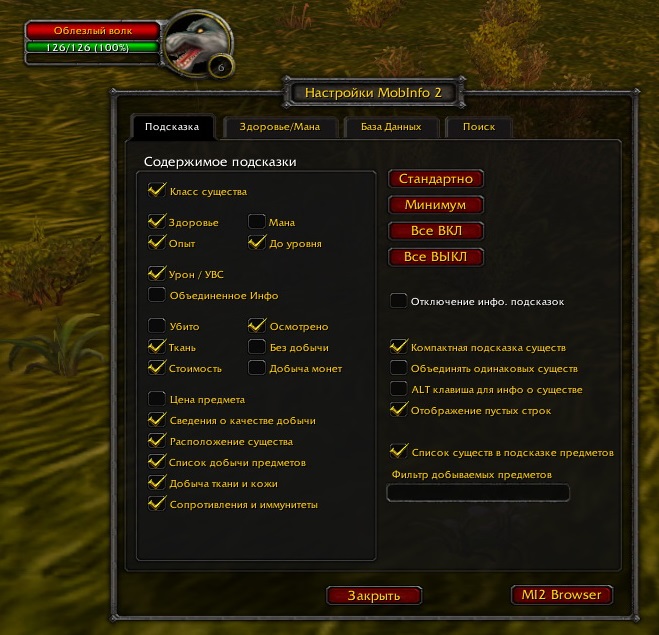 Облезлый волк
126/126 (100%)
6
Настройки MobInfo 2
Подсказка
Здоровье/Мана
База Данных
Поиск
Содержимое подсказки
Класс существа
Здоровье
Мана
Опыт
До уровня
Урон / УВС
Объединенное Инфо
Убито
Осмотрено
Ткань
Без добычи
Стоимость
Добыча монет
Цена предмета
Сведения о качестве добычи
Расположение существа
Список добычи предметов
Добыча ткани и кожи
Сопротивления и иммунитеты
Стандартно
Минимум
Все ВКЛ
Все ВЫКЛ
Отключение инфо. подсказок
Компактная подсказка существ
Объединять одинаковых существ
ALT клавиша для инфо о существе
Отображение пустых строк
Список существ в подсказке предметов
Фильтр добываемых предметов
Закрыть
MI2 Browser